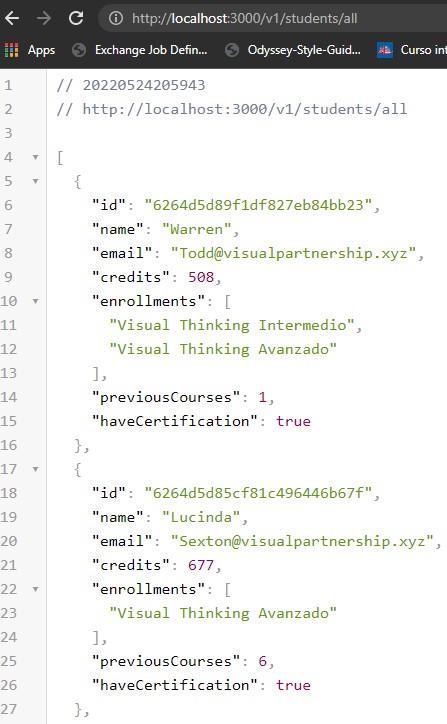 http://localhost:3000/v1/students/all
Apps Exchange Job Defin... Odyssey-Style-Guid... Curso int
1 // 20220524205943
2 // http://localhost:3000/v1/students/all
3
4 [
5 {
6 "id": "6264d5d89f1df827eb84bb23",
7 "name": "Warren",
8 "email": "Todd@visualpartnership.xyz",
9 "credits": 508,
10 "enrollments": [
11 "Visual Thinking Intermedio",
12 "Visual Thinking Avanzado"
13 ],
14 "previousCourses": 1,
15 "haveCertification": true
16 },
17 {
18 "id": "6264d5d85cf81c496446b67f",
19 "name": "Lucinda",
20 "email": "Sexton@visualpartnership.xyz",
21 "credits": 677,
22 "enrollments": [
23 "Visual Thinking Avanzado"
24 ],
25 "previousCourses": 6,
26 "haveCertification": true
27 },